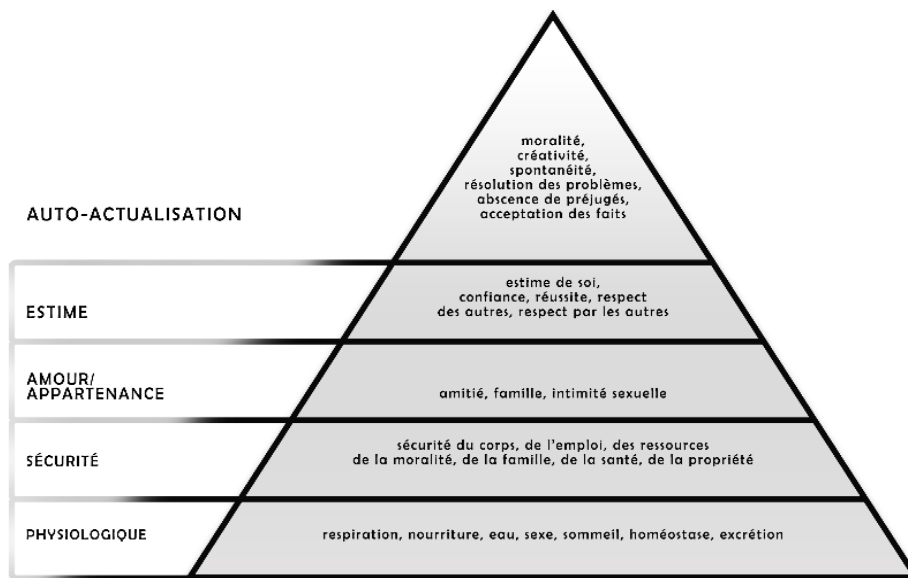 moralité,
créativité,
spontanéité,
résolution des problèmes,
abscence de préjugés,
acceptation des faits
AUTO-ACTUALISATION
estime de soi,
confiance, réussite, respect
des autres, respect par les autres
ESTIME
AMOUR/
APPARTENANCE
amitié, famille, intimité sexuelle
sécurité du corps, de l'emploi, des ressources
de la moralité, de la famille, de la santé, de la propriété
SÉCURITÉ
PHYSIOLOGIQUE
respiration, nourriture, eau, sexe, sommeil, homéostase, excrétion